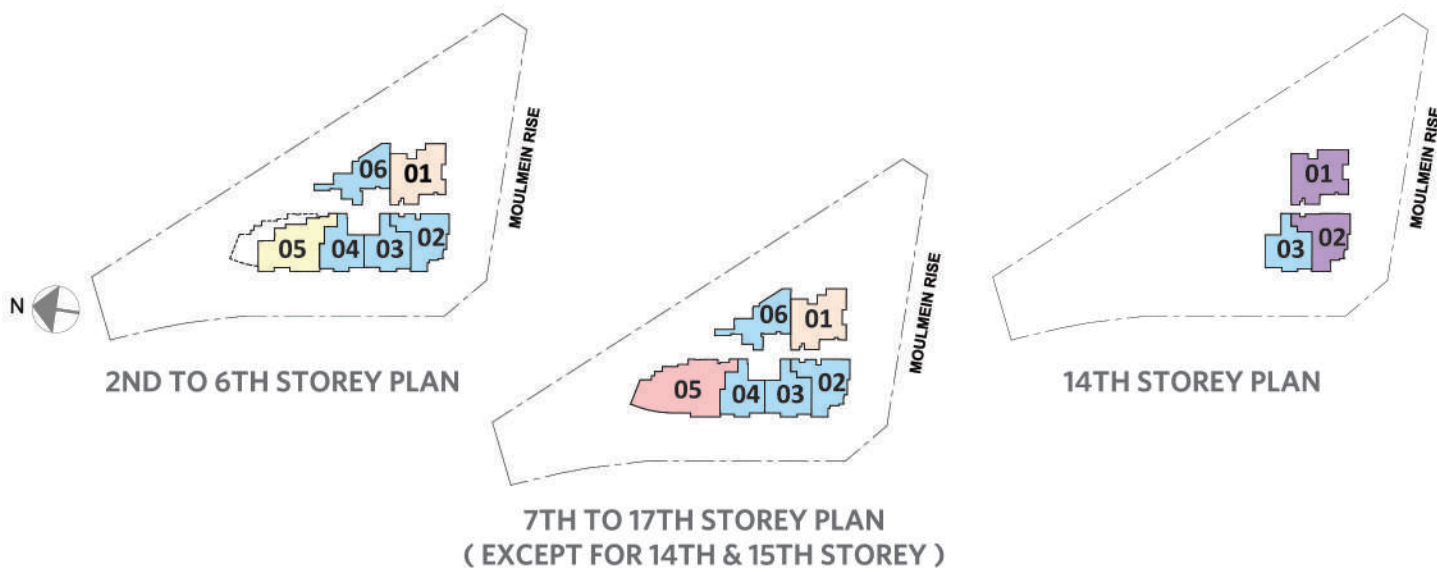 06
01
05
04
03
02
MOULMEIN RISE
N
2ND TO 6TH STOREY PLAN
06
01
05
04
03
02
MOULMEIN RISE
7TH TO 17TH STOREY PLAN
( EXCEPT FOR 14TH & 15TH STOREY )
01
03
02
MOULMEIN RISE
14TH STOREY PLAN